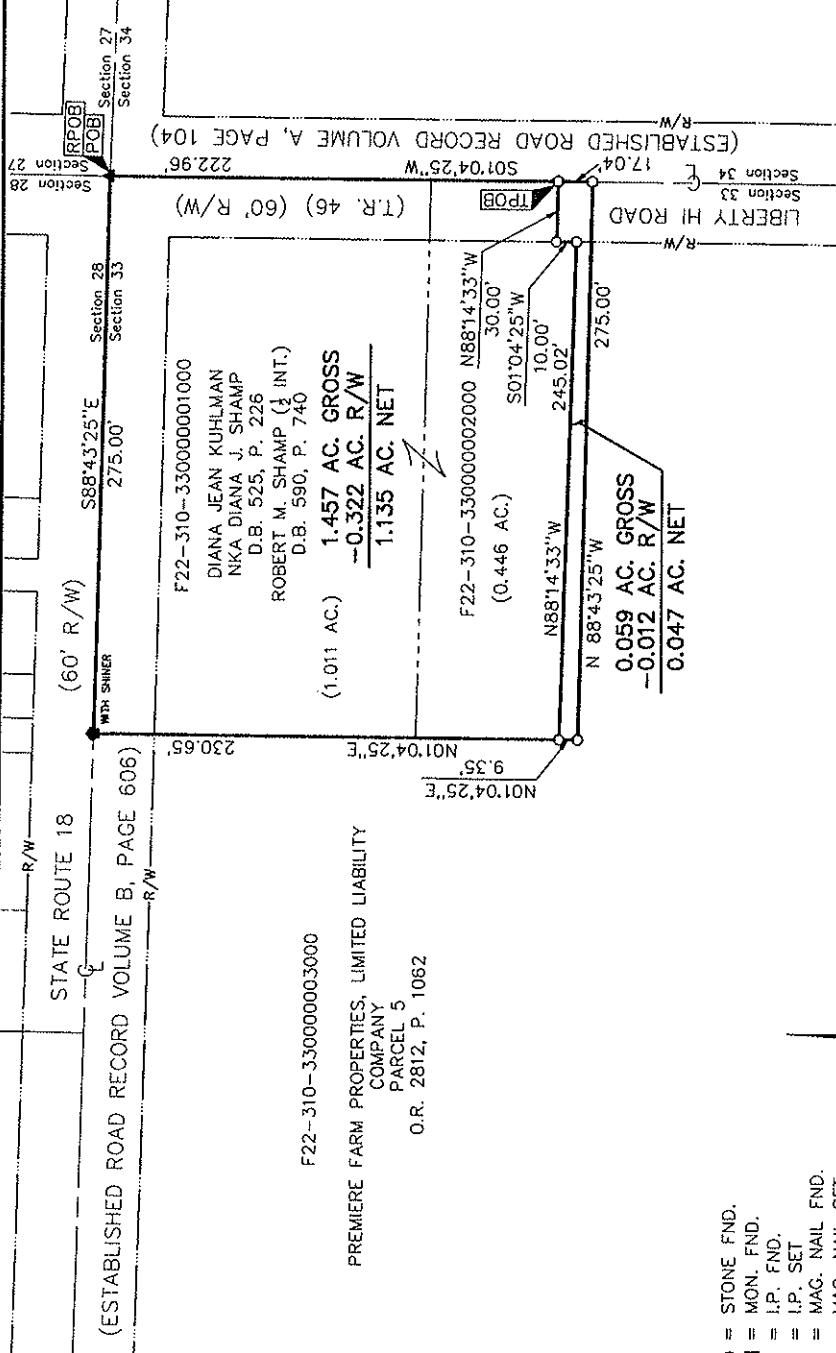 R/W
STATE ROUTE 18
(60' R/W)
S88°43'25"E
275.00'
Section 28
Section 33
Section 28
Section 27
RPOB
POB
Section 27
Section 34
(ESTABLISHED ROAD RECORD VOLUME B, PAGE 606)
R/W
WITH SHINER
230.65'
N01°04'25"E
9.35'
N01°04'25"E
F22-310-330000001000
DIANA JEAN KUHLMAN
NKA DIANA J. SHAMP
D.B. 525, P. 226
ROBERT M. SHAMP (½ INT.)
D.B. 590, P. 740
(1.011 AC.)
1.457 AC. GROSS
-0.322 AC. R/W
1.135 AC. NET
222.96'
S01°04'25"W
(T.R. 46) (60' R/W)
(ESTABLISHED ROAD RECORD VOLUME A, PAGE 104)
R/W
TPOB
17.04'
Section 34
Section 33
LIBERTY HI ROAD
R/W
F22-310-330000002000
(0.446 AC.)
N88°14'33"W
30.00'
S01°04'25"W
10.00'
245.02'
275.00'
N88°14'33"W
N 88°43'25"W
0.059 AC. GROSS
-0.012 AC. R/W
0.047 AC. NET
F22-310-330000003000
PREMIERE FARM PROPERTIES, LIMITED LIABILITY
COMPANY
PARCEL 5
O.R. 2812, P. 1062
= STONE FND.
= MON. FND.
= I.P. FND.
= I.P. SET
= MAG. NAIL FND.